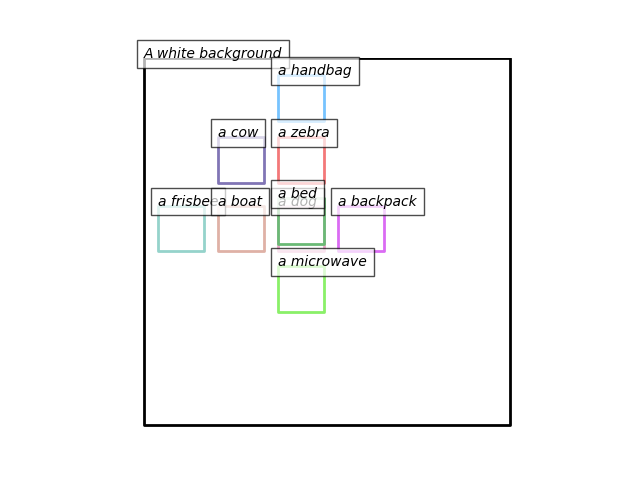 A white background
a handbag
a cow
a zebra
a bed
a frisbee
a boat
a dog
a backpack
a microwave